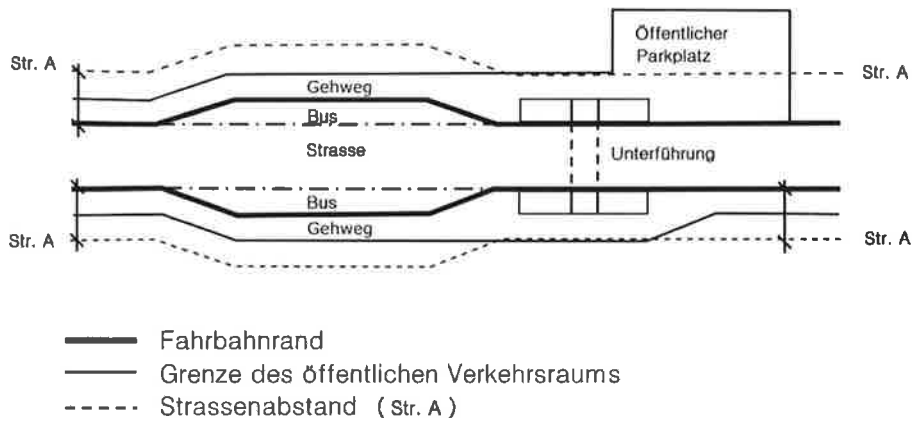 Öffentlicher
Parkplatz
Str. A
Str. A
Gehweg
Bus
Strasse
Unterführung
Bus
Gehweg
Str. A
Str. A
Fahrbahnrand
Grenze des öffentlichen Verkehrsraums
Strassenabstand (Str. A)